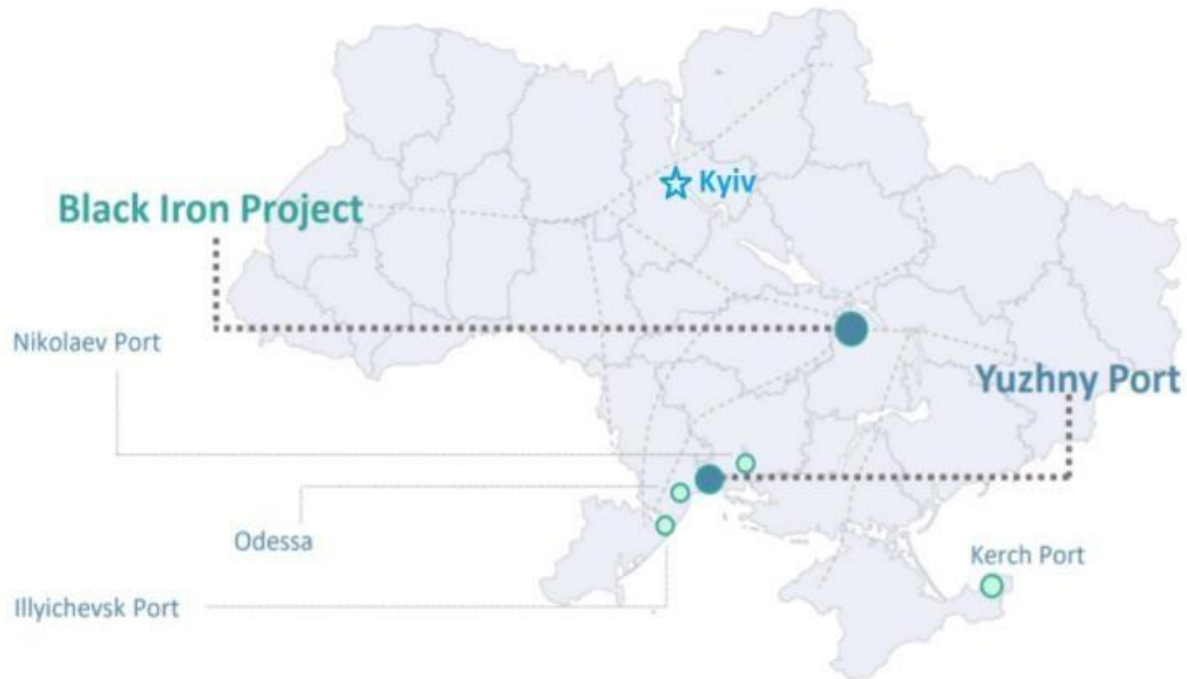 Kyiv
Black Iron Project
Nikolaev Port
Yuzhny Port
Odessa
Kerch Port
Illyichevsk Port